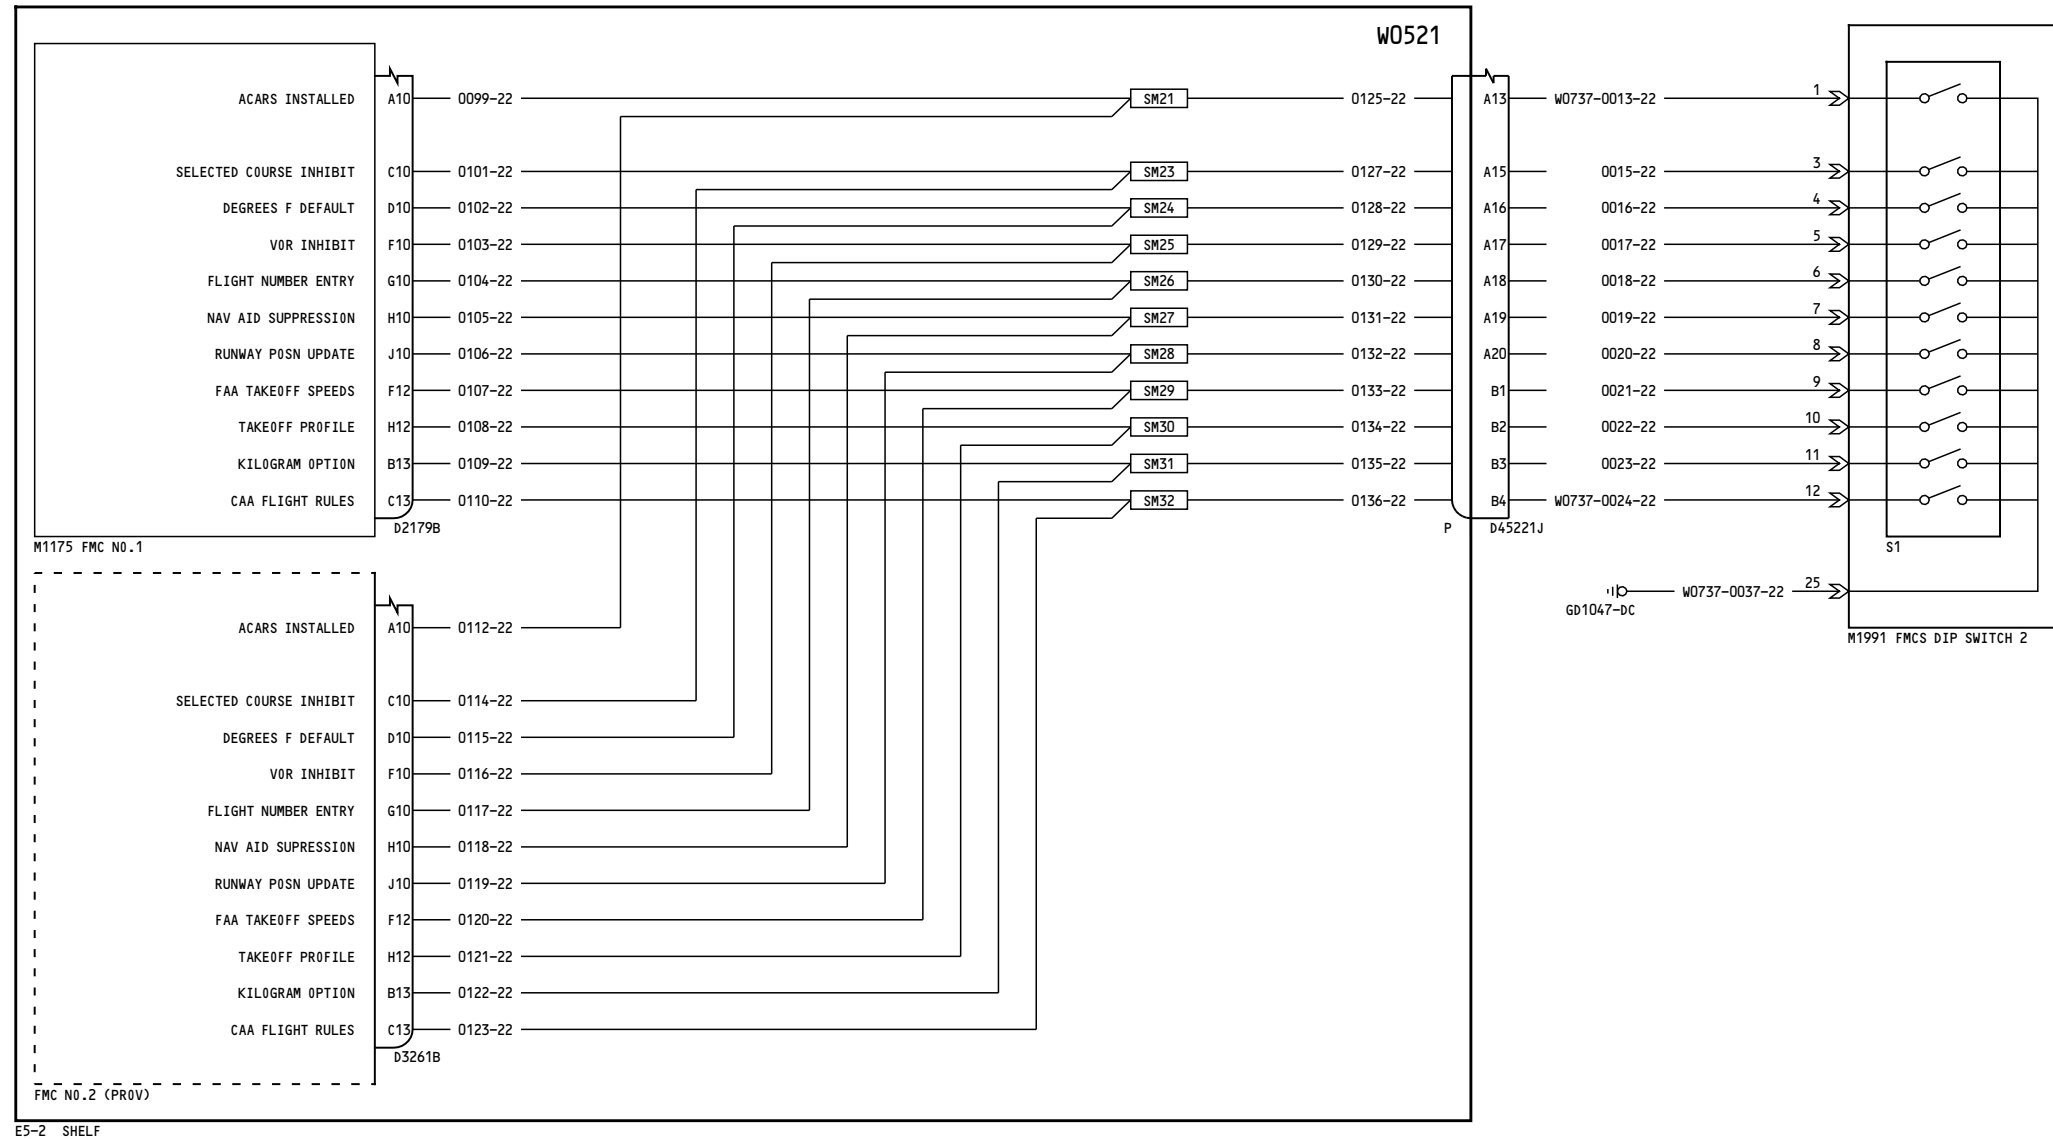 W0521
ACARS INSTALLED A10 0099-22 SM21 0125-22 A13 W0737-0013-22 1
SELECTED COURSE INHIBIT C10 0101-22 SM23 0127-22 A15 0015-22 3
DEGREES F DEFAULT D10 0102-22 SM24 0128-22 A16 0016-22 4
VOR INHIBIT F10 0103-22 SM25 0129-22 A17 0017-22 5
FLIGHT NUMBER ENTRY G10 0104-22 SM26 0130-22 A18 0018-22 6
NAV AID SUPPRESSION H10 0105-22 SM27 0131-22 A19 0019-22 7
RUNWAY POSN UPDATE J10 0106-22 SM28 0132-22 A20 0020-22 8
FAA TAKEOFF SPEEDS F12 0107-22 SM29 0133-22 B1 0021-22 9
TAKEOFF PROFILE H12 0108-22 SM30 0134-22 B2 0022-22 10
KILOGRAM OPTION B13 0109-22 SM31 0135-22 B3 0023-22 11
CAA FLIGHT RULES C13 0110-22 SM32 0136-22 B4 W0737-0024-22 12
D2179B P D45221J
M1175 FMC NO.1 S1
W0737-0037-22 25
GD1047-DC
ACARS INSTALLED A10 0112-22
M1991 FMCS DIP SWITCH 2
SELECTED COURSE INHIBIT C10 0114-22
DEGREES F DEFAULT D10 0115-22
VOR INHIBIT F10 0116-22
FLIGHT NUMBER ENTRY G10 0117-22
NAV AID SUPRESSION H10 0118-22
RUNWAY POSN UPDATE J10 0119-22
FAA TAKEOFF SPEEDS F12 0120-22
TAKEOFF PROFILE H12 0121-22
KILOGRAM OPTION B13 0122-22
CAA FLIGHT RULES C13 0123-22
D3261B
FMC NO.2 (PROV)
E5-2 SHELF